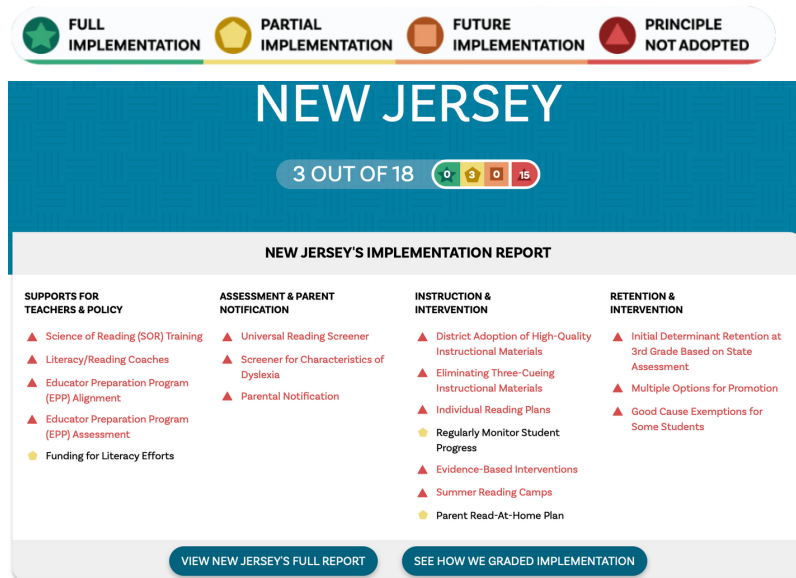 FULL
IMPLEMENTATION
PARTIAL
IMPLEMENTATION
FUTURE
IMPLEMENTATION
PRINCIPLE
NOT ADOPTED
NEW JERSEY
3 OUT OF 18
0
3
0
15
NEW JERSEY'S IMPLEMENTATION REPORT
SUPPORTS FOR
TEACHERS & POLICY
Science of Reading (SOR) Training
Literacy/Reading Coaches
Educator Preparation Program
(EPP) Alignment
Educator Preparation Program
(EPP) Assessment
Funding for Literacy Efforts
ASSESSMENT & PARENT
NOTIFICATION
Universal Reading Screener
Screener for Characteristics of
Dyslexia
Parental Notification
INSTRUCTION &
INTERVENTION
District Adoption of High-Quality
Instructional Materials
Eliminating Three-Cueing
Instructional Materials
Individual Reading Plans
Regularly Monitor Student
Progress
Evidence-Based Interventions
Summer Reading Camps
Parent Read-At-Home Plan
RETENTION &
INTERVENTION
Initial Determinant Retention at
3rd Grade Based on State
Assessment
Multiple Options for Promotion
Good Cause Exemptions for
Some Students
VIEW NEW JERSEY'S FULL REPORT
SEE HOW WE GRADED IMPLEMENTATION